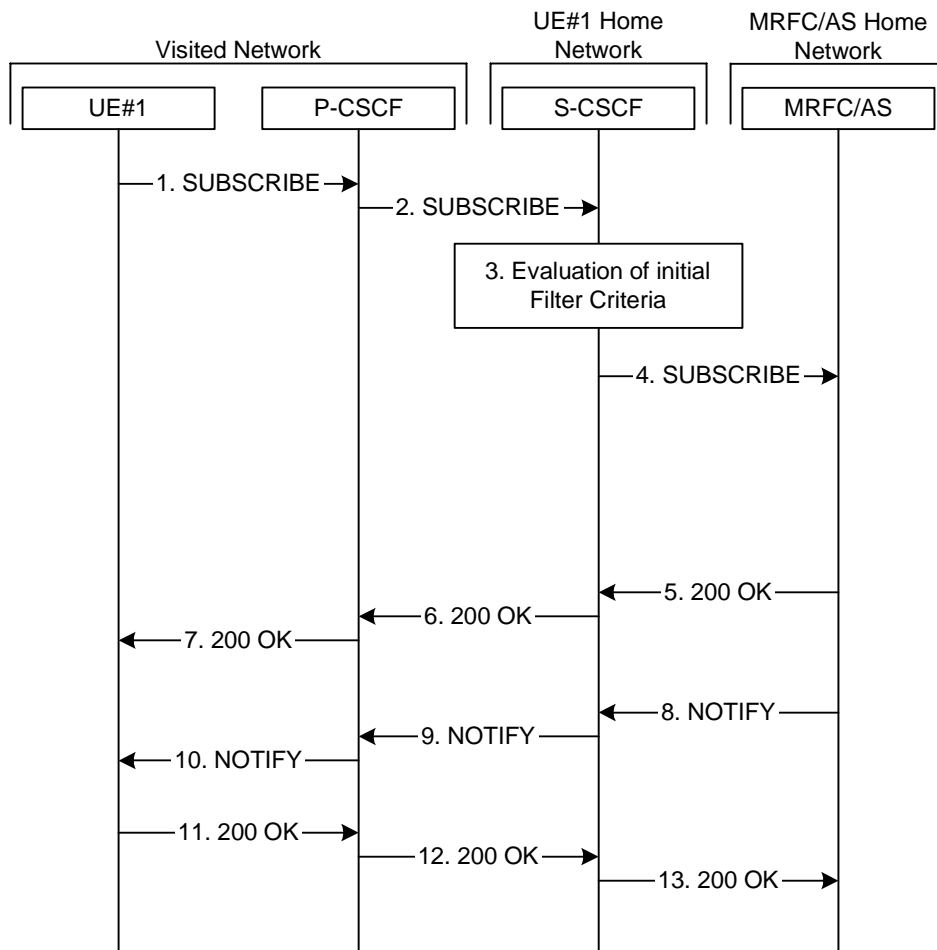 UE#1 Home
Network
MRFC/AS Home
Network
Visited Network
UE#1
P-CSCF
S-CSCF
MRFC/AS
1. SUBSCRIBE
2. SUBSCRIBE
3. Evaluation of initial
Filter Criteria
4. SUBSCRIBE
5. 200 OK
6. 200 OK
7. 200 OK
8. NOTIFY
9. NOTIFY
10. NOTIFY
11. 200 OK
12. 200 OK
13. 200 OK